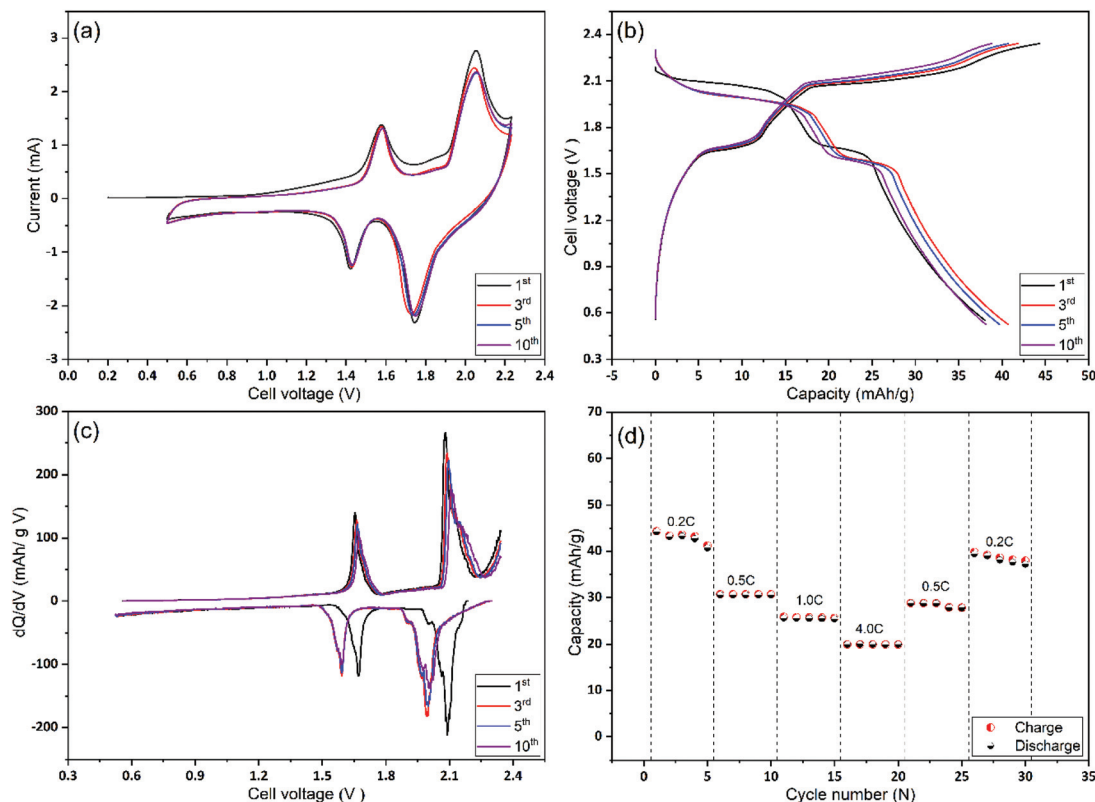 (a)
3
2
1
0
-1
-2
-3
Current (mA)
0.0 0.2 0.4 0.6 0.8 1.0 1.2 1.4 1.6 1.8 2.0 2.2 2.4
Cell voltage (V)
1st
3rd
5th
10th
(b)
2.4
2.1
1.8
1.5
1.2
0.9
0.6
0.3
Cell voltage (V )
0 5 10 15 20 25 30 35 40 45 50
Capacity (mAh/g)
1st
3rd
5th
10th
(c)
300
200
100
0
-100
-200
dQ/dV (mAh/ g V)
0.3 0.6 0.9 1.2 1.5 1.8 2.1 2.4
Cell voltage (V )
1st
3rd
5th
10th
(d)
70
60
50
40
30
20
10
0
Capacity (mAh/g)
0.2C
0.5C
1.0C
4.0C
0.5C
0.2C
0 5 10 15 20 25 30 35
Cycle number (N)
Charge
Discharge